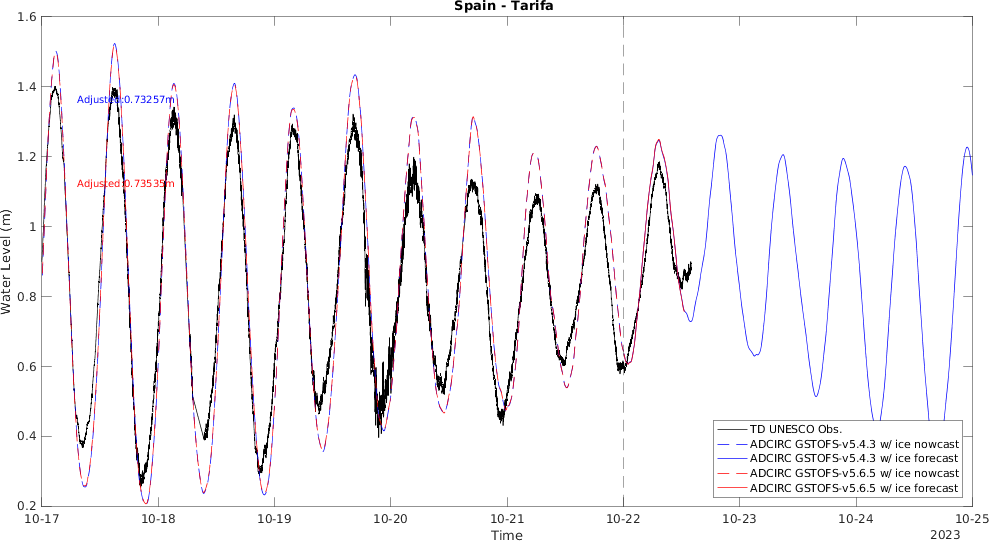 Spain - Tarifa
1.6
1.4
1.2
1
0.8
0.6
0.4
0.2
Water Level (m)
Adjusted:0.73257m
Adjusted:0.73535m
TD UNESCO Obs.
ADCIRC GSTOFS-v5.4.3 w/ ice nowcast
ADCIRC GSTOFS-v5.4.3 w/ ice forecast
ADCIRC GSTOFS-v5.6.5 w/ ice nowcast
ADCIRC GSTOFS-v5.6.5 w/ ice forecast
10-17 10-18 10-19 10-20 10-21 10-22 10-23 10-24 10-25
Time
2023